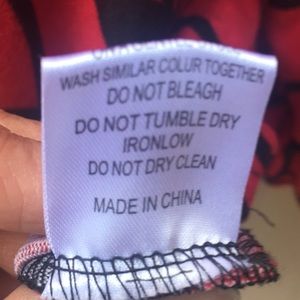 WASH SIMILAR COLUR TOGETHER
DO NOT BLEAGH
DO NOT TUMBLE DRY
IRONLOW
DO NOT DRY CLEAN
MADE IN CHINA